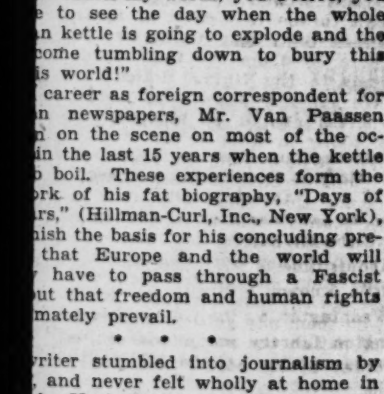 e to see the day when the whole
n kettle is going to explode and the
come tumbling down to bury this
is world!"
career as foreign correspondent for
n newspapers, Mr. Van Paassen
on the scene on most of the oc-
in the last 15 years when the kettle
boil. These experiences form the
rk of his fat biography, "Days of
rs," (Hillman-Curl, Inc., New York),
nish the basis for his concluding pre-
that Europe and the world will
have to pass through a Fascist
ut that freedom and human rights
mately prevail.
* * *
writer stumbled into journalism by
, and never felt wholly at home in